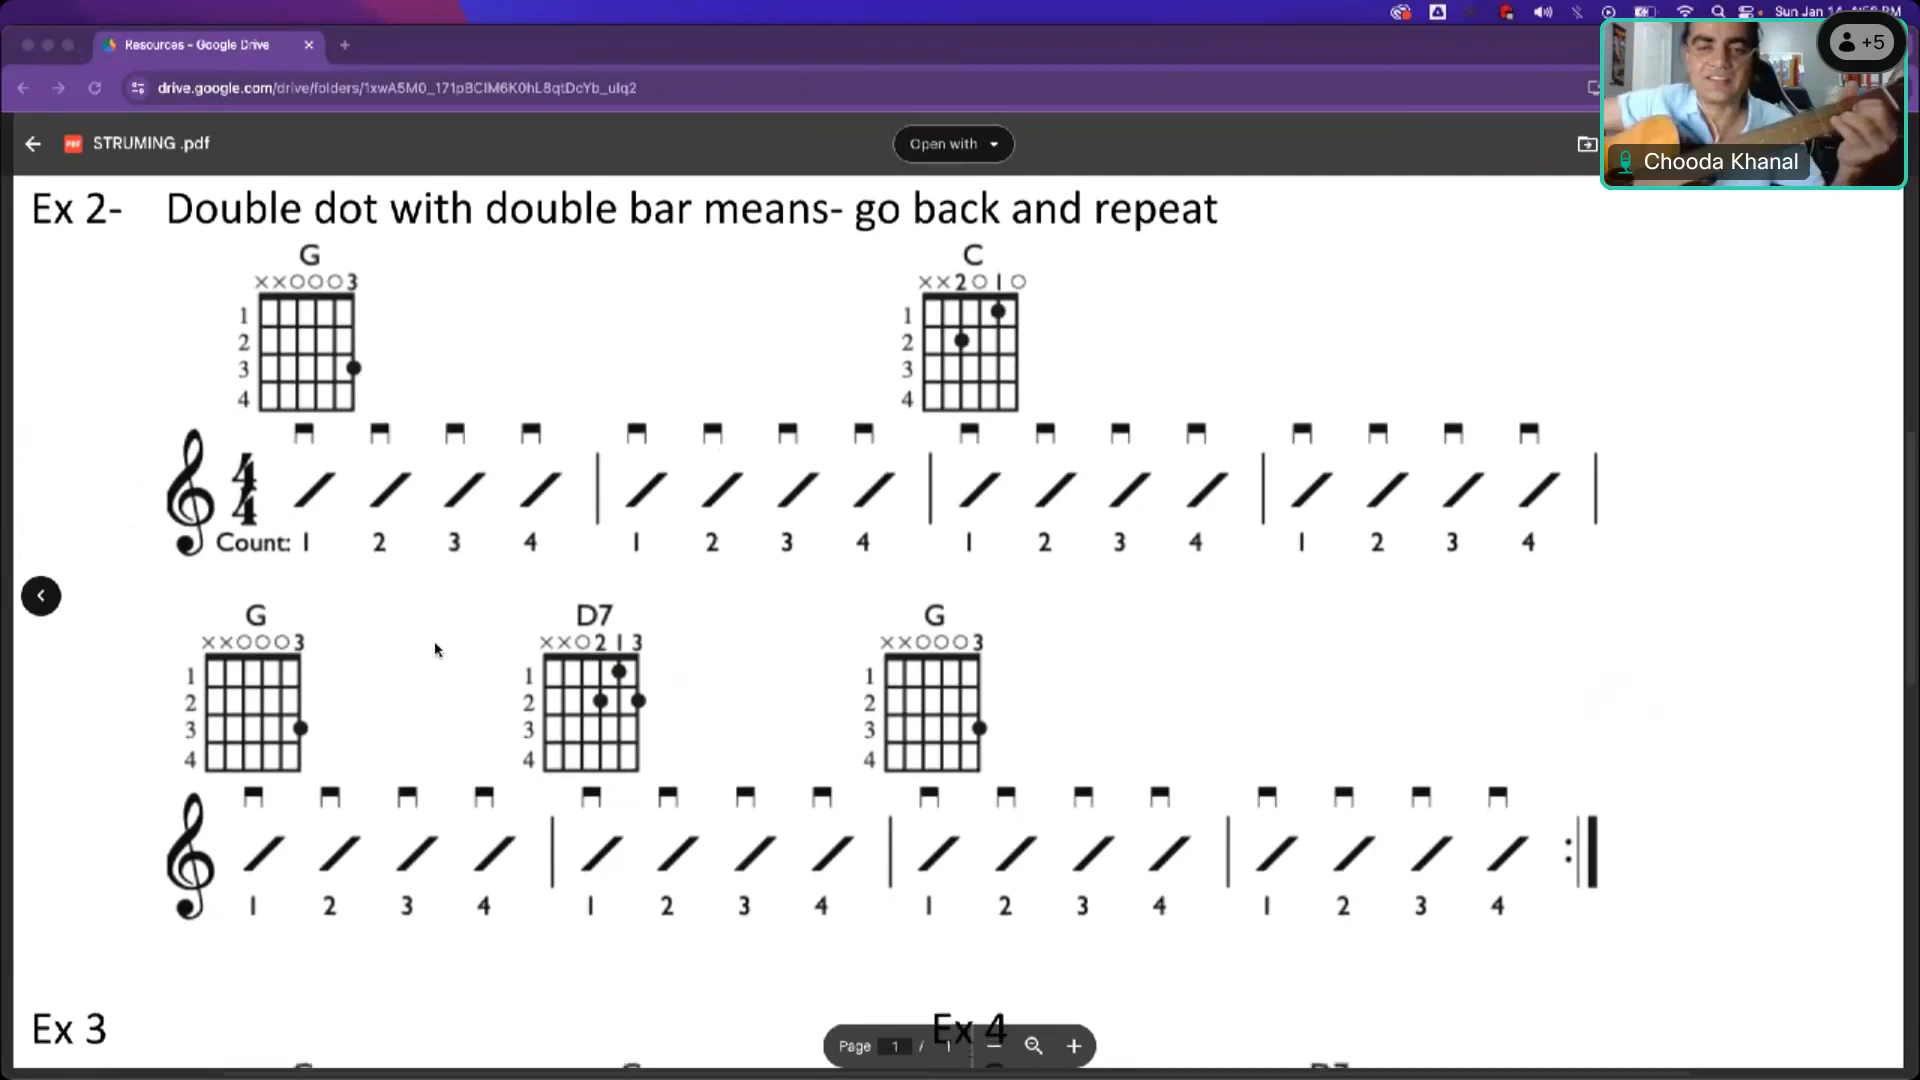 Sun Jan 14
Resources - Google Drive
+5
drive.google.com/drive/folders/1xwA5M0_171pBCIM6K0hL8qtDcYb_ulq2
STRUMING .pdf
Open with
Chooda Khanal
Ex 2- Double dot with double bar means- go back and repeat
G C
××○○○3 ××2○1○
1 1
2 2
3 3
4 4
4
4
Count: 1 2 3 4 1 2 3 4 1 2 3 4 1 2 3 4
G D7 G
××○○○3 ××○213 ××○○○3
1 1 1
2 2 2
3 3 3
4 4 4
1 2 3 4 1 2 3 4 1 2 3 4 1 2 3 4
Ex 3 Ex 4
Page 1 / 1